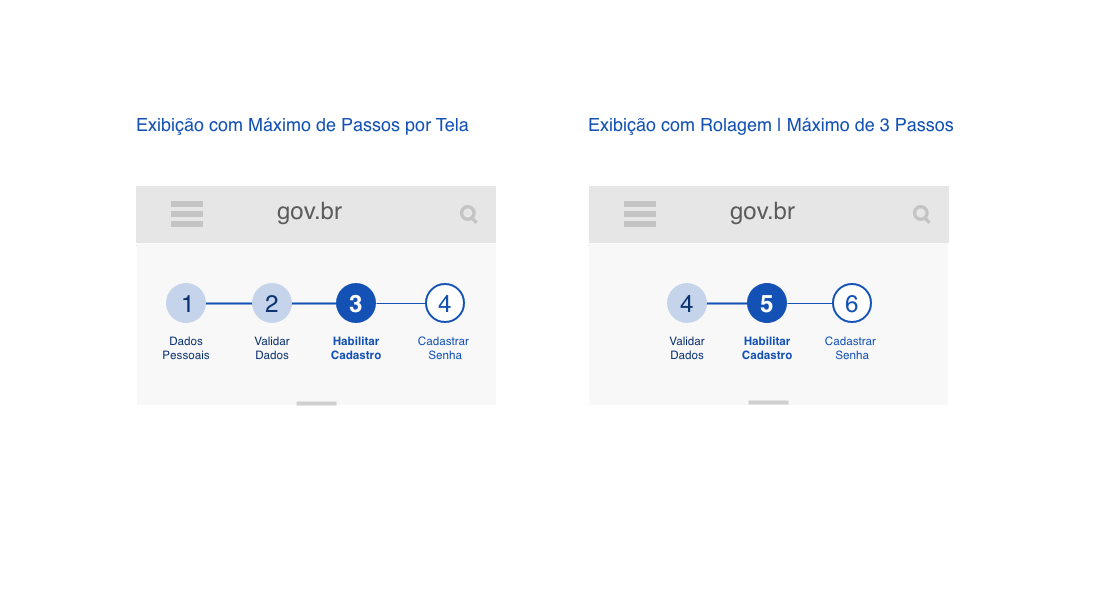 Exibição com Máximo de Passos por Tela
gov.br
1 2 3 4
Dados Validar Habilitar Cadastrar
Pessoais Dados Cadastro Senha
Exibição com Rolagem | Máximo de 3 Passos
gov.br
4 5 6
Validar Habilitar Cadastrar
Dados Cadastro Senha